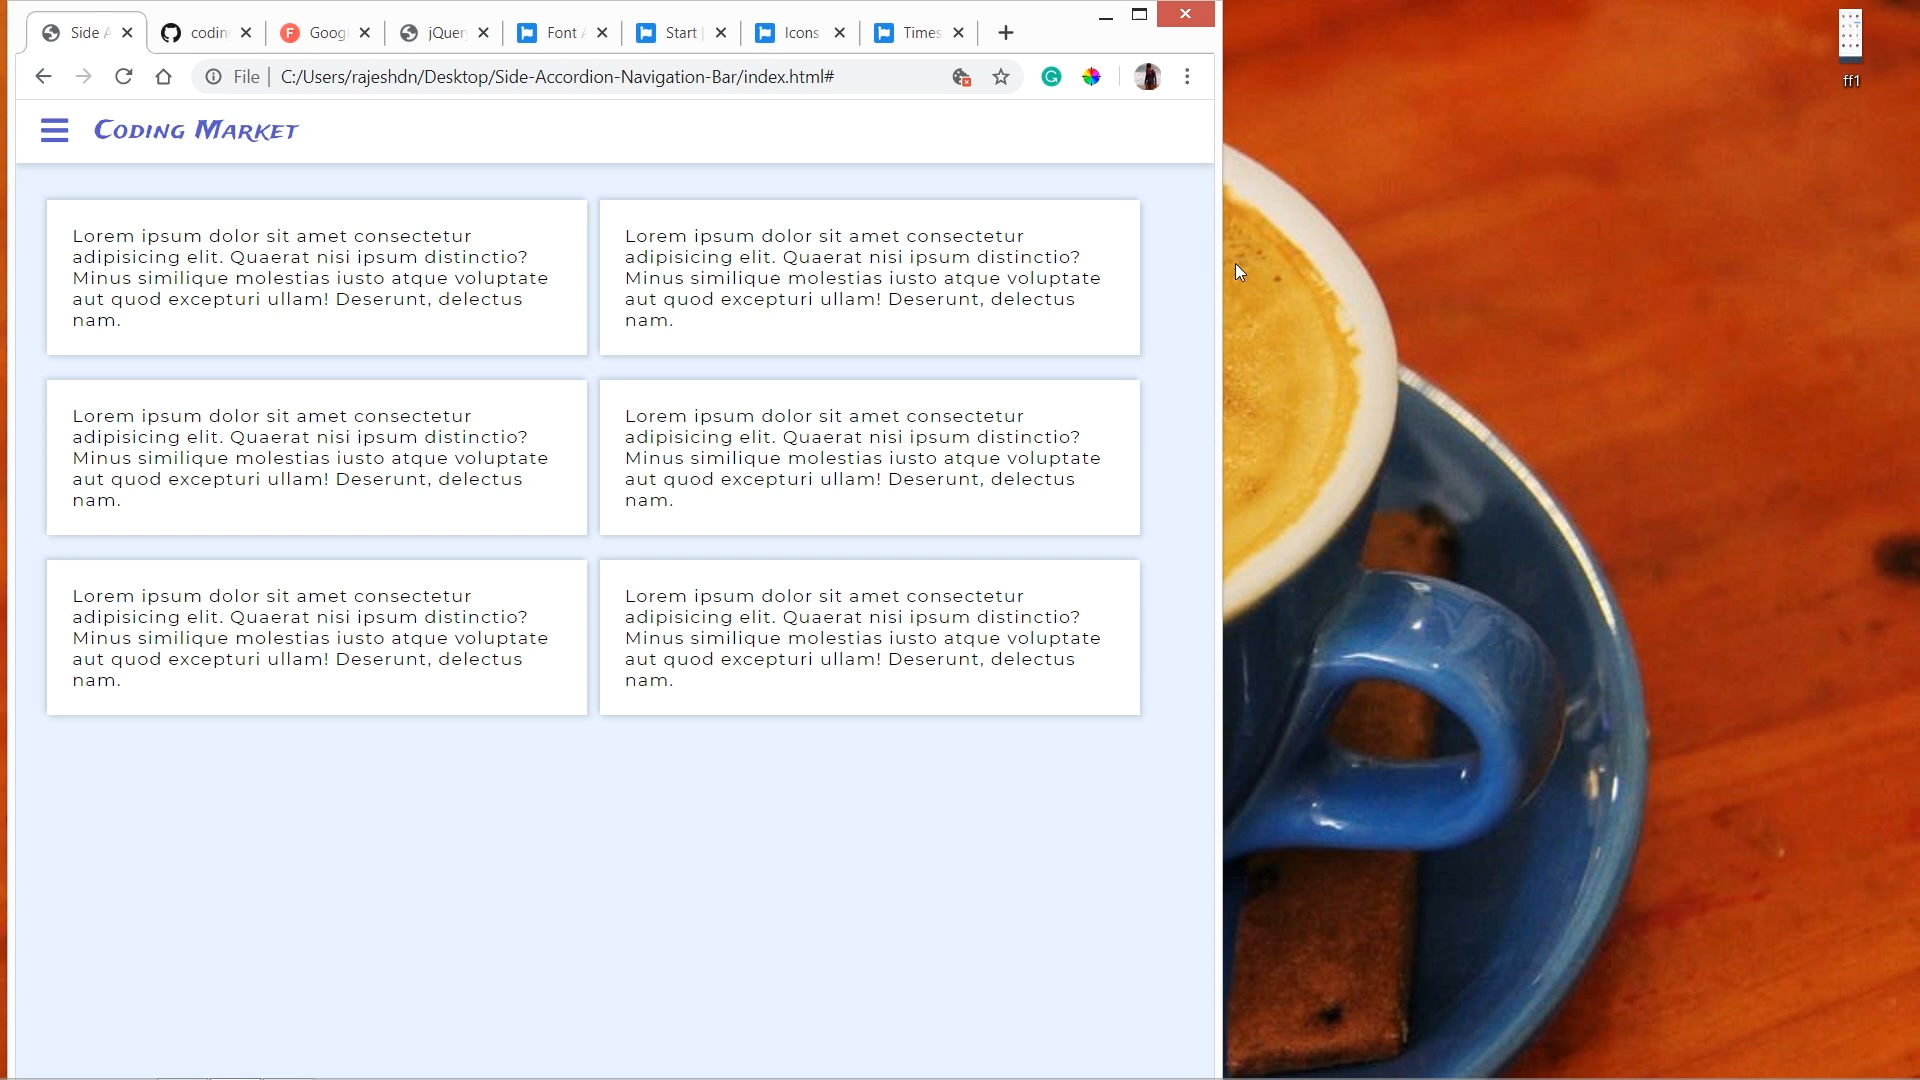 Side A
codin
Goog
jQuer
Font A
Start |
Icons
Times
File
C:/Users/rajeshdn/Desktop/Side-Accordion-Navigation-Bar/index.html#
ff1
Coding Market
Lorem ipsum dolor sit amet consectetur
adipisicing elit. Quaerat nisi ipsum distinctio?
Minus similique molestias iusto atque voluptate
aut quod excepturi ullam! Deserunt, delectus
nam.
Lorem ipsum dolor sit amet consectetur
adipisicing elit. Quaerat nisi ipsum distinctio?
Minus similique molestias iusto atque voluptate
aut quod excepturi ullam! Deserunt, delectus
nam.
Lorem ipsum dolor sit amet consectetur
adipisicing elit. Quaerat nisi ipsum distinctio?
Minus similique molestias iusto atque voluptate
aut quod excepturi ullam! Deserunt, delectus
nam.
Lorem ipsum dolor sit amet consectetur
adipisicing elit. Quaerat nisi ipsum distinctio?
Minus similique molestias iusto atque voluptate
aut quod excepturi ullam! Deserunt, delectus
nam.
Lorem ipsum dolor sit amet consectetur
adipisicing elit. Quaerat nisi ipsum distinctio?
Minus similique molestias iusto atque voluptate
aut quod excepturi ullam! Deserunt, delectus
nam.
Lorem ipsum dolor sit amet consectetur
adipisicing elit. Quaerat nisi ipsum distinctio?
Minus similique molestias iusto atque voluptate
aut quod excepturi ullam! Deserunt, delectus
nam.